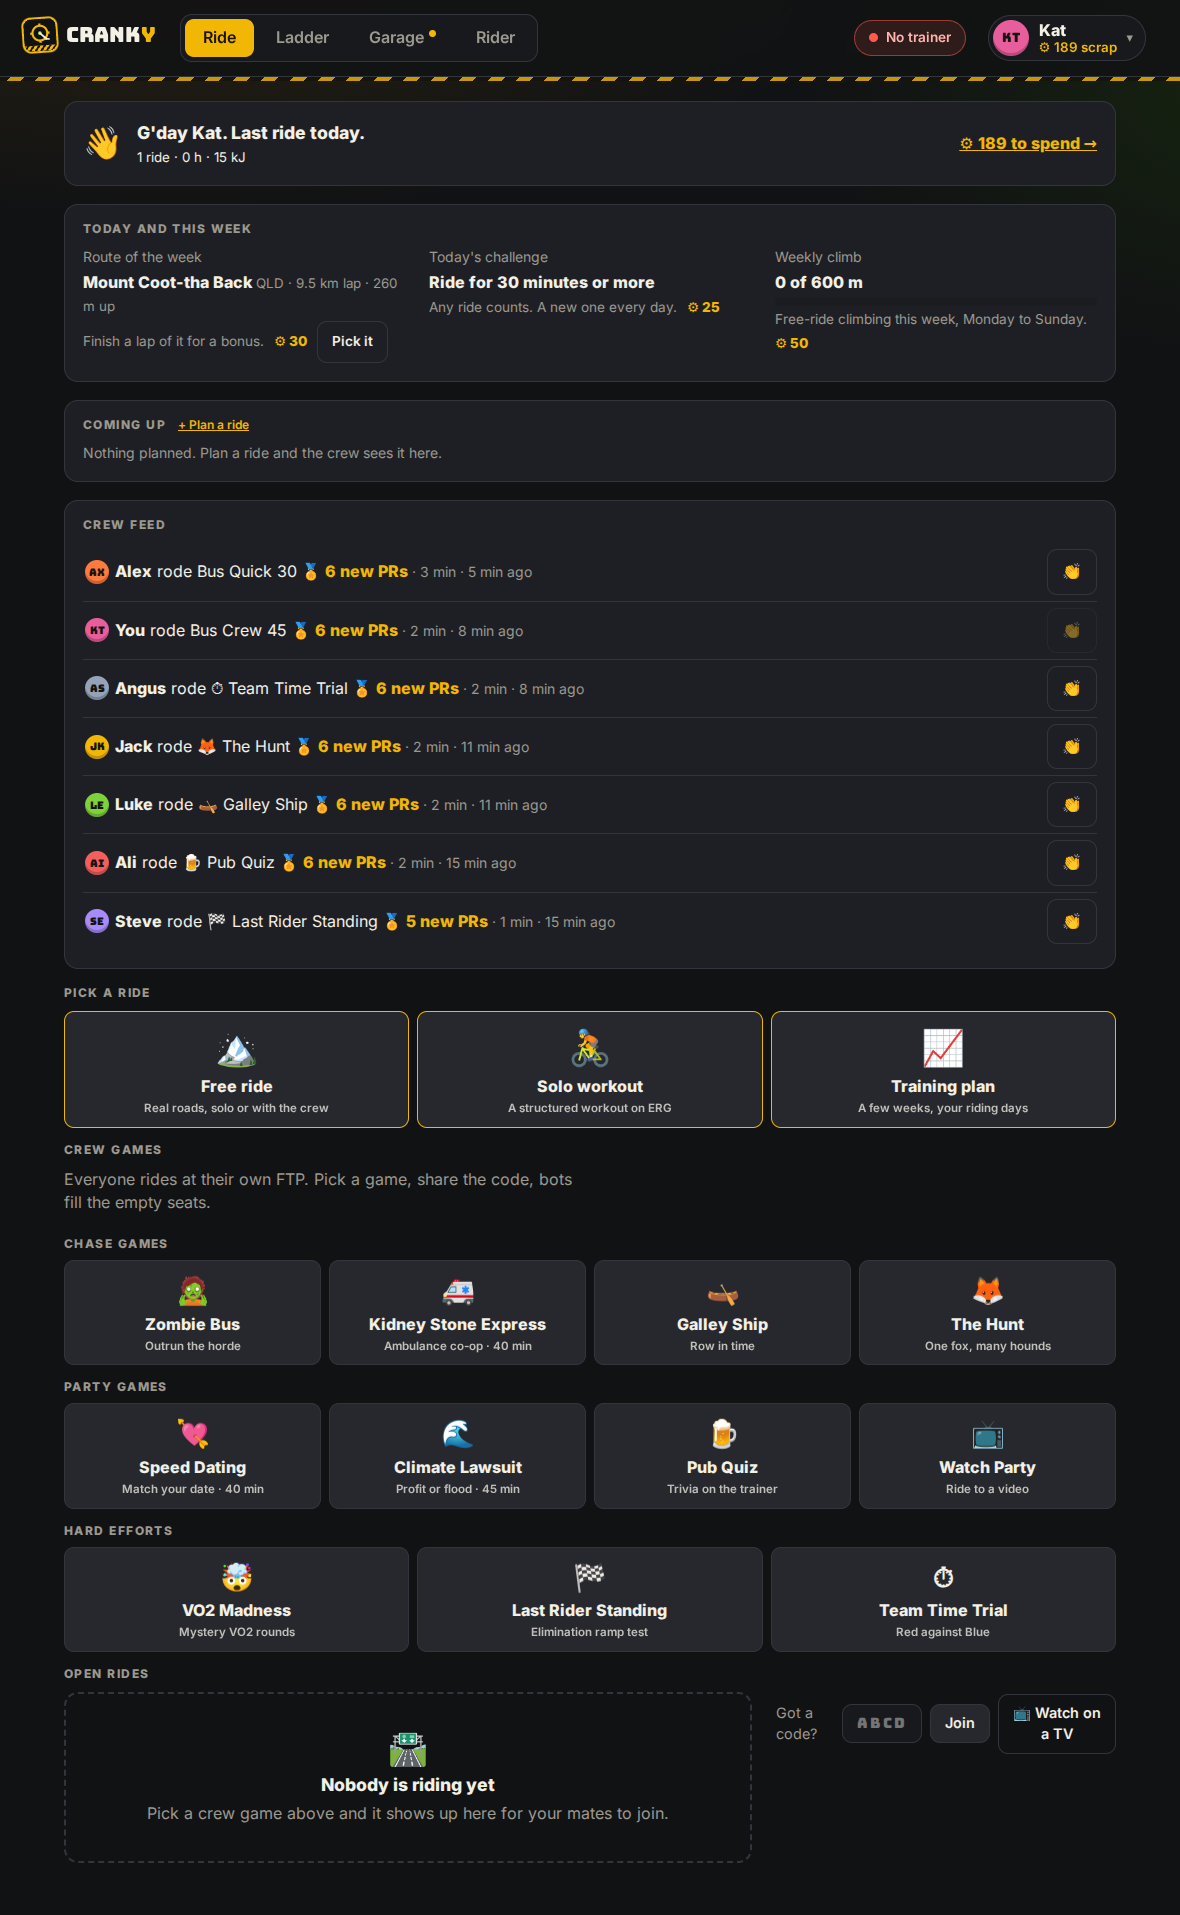 CRANKY
Ride
Ladder
Garage
Rider
No trainer
KT
Kat
⚙ 189 scrap ▾
G'day Kat. Last ride today.
1 ride · 0 h · 15 kJ
⚙ 189 to spend →
TODAY AND THIS WEEK
Route of the week
Mount Coot-tha Back QLD · 9.5 km lap · 260
m up
Finish a lap of it for a bonus. ⚙ 30 Pick it
Today's challenge
Ride for 30 minutes or more
Any ride counts. A new one every day. ⚙ 25
Weekly climb
0 of 600 m
Free-ride climbing this week, Monday to Sunday.
⚙ 50
COMING UP + Plan a ride
Nothing planned. Plan a ride and the crew sees it here.
CREW FEED
AX Alex rode Bus Quick 30 🏅 6 new PRs · 3 min · 5 min ago
KT You rode Bus Crew 45 🏅 6 new PRs · 2 min · 8 min ago
AS Angus rode ⏱ Team Time Trial 🏅 6 new PRs · 2 min · 8 min ago
JK Jack rode 🦊 The Hunt 🏅 6 new PRs · 2 min · 11 min ago
LE Luke rode 🛶 Galley Ship 🏅 6 new PRs · 2 min · 11 min ago
AI Ali rode 🍺 Pub Quiz 🏅 6 new PRs · 2 min · 15 min ago
SE Steve rode 🏁 Last Rider Standing 🏅 5 new PRs · 1 min · 15 min ago
PICK A RIDE
Free ride
Real roads, solo or with the crew
Solo workout
A structured workout on ERG
Training plan
A few weeks, your riding days
CREW GAMES
Everyone rides at their own FTP. Pick a game, share the code, bots
fill the empty seats.
CHASE GAMES
Zombie Bus
Outrun the horde
Kidney Stone Express
Ambulance co-op · 40 min
Galley Ship
Row in time
The Hunt
One fox, many hounds
PARTY GAMES
Speed Dating
Match your date · 40 min
Climate Lawsuit
Profit or flood · 45 min
Pub Quiz
Trivia on the trainer
Watch Party
Ride to a video
HARD EFFORTS
VO2 Madness
Mystery VO2 rounds
Last Rider Standing
Elimination ramp test
Team Time Trial
Red against Blue
OPEN RIDES
Nobody is riding yet
Pick a crew game above and it shows up here for your mates to join.
Got a
code?
ABCD
Join
📺 Watch on
a TV